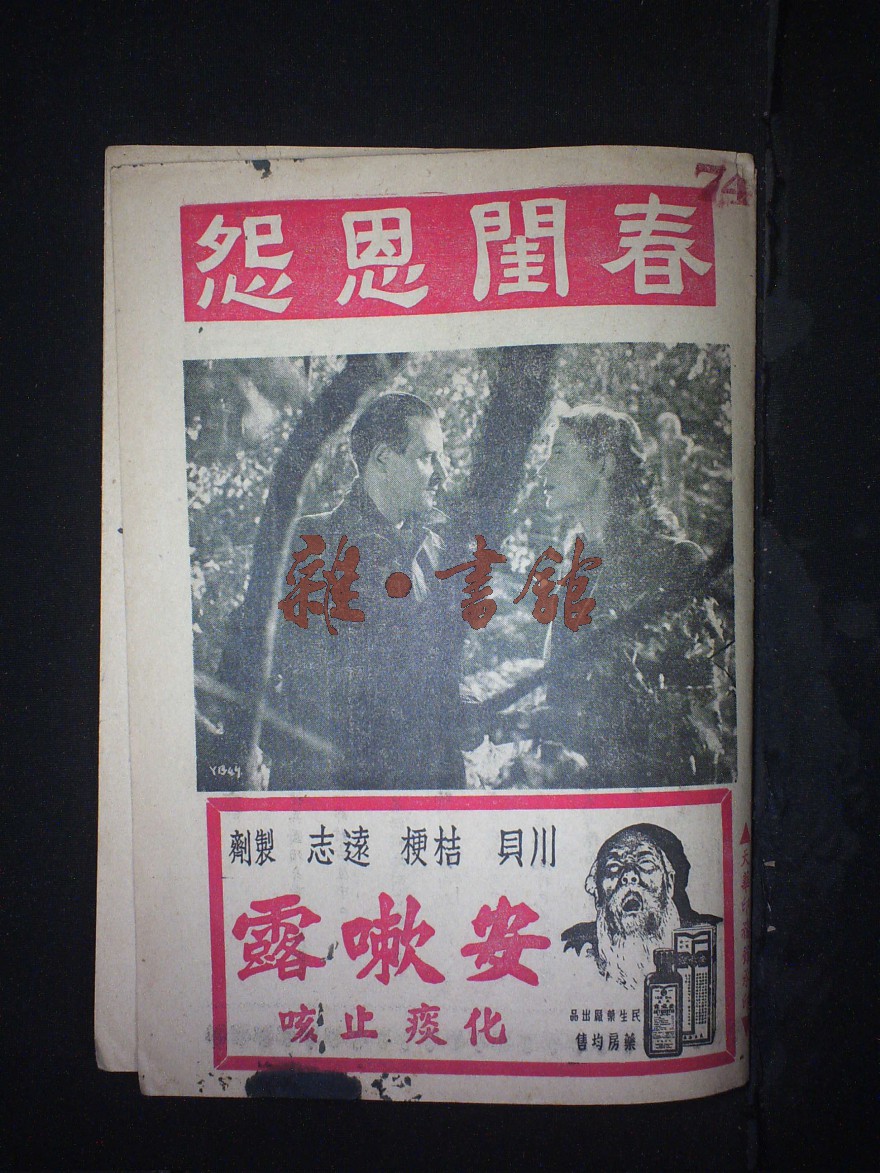 74
春閨恩怨
雜·書館
川貝 桔梗 遠志 製劑
安嗽露
化痰止咳
民生藥廠出品
藥房均售